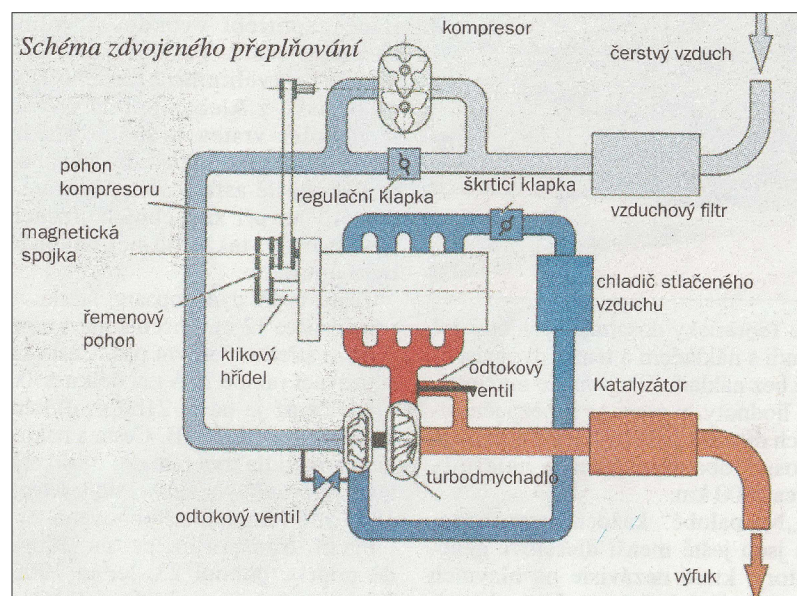 Schéma zdvojeného přeplňování
kompresor
čerstvý vzduch
pohon
kompresoru
regulační klapka
škrticí klapka
vzduchový filtr
magnetická
spojka
chladič stlačeného
vzduchu
řemenový
pohon
klikový
hřídel
odtokový
ventil
Katalyzátor
turbodmychadlo
odtokový ventil
výfuk